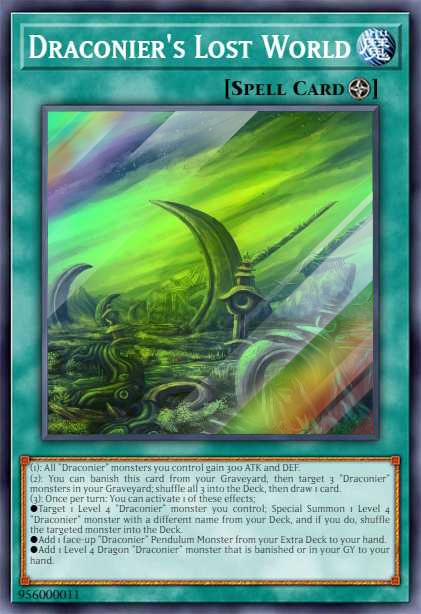 Draconier's Lost World
魔
[Spell Card]
(1): All "Draconier" monsters you control gain 300 ATK and DEF.
(2): You can banish this card from your Graveyard, then target 3 "Draconier"
monsters in your Graveyard; shuffle all 3 into the Deck, then draw 1 card.
(3): Once per turn: You can activate 1 of these effects;
●Target 1 Level 4 "Draconier" monster you control; Special Summon 1 Level 4
"Draconier" monster with a different name from your Deck, and if you do, shuffle
the targeted monster into the Deck.
●Add 1 face-up "Draconier" Pendulum Monster from your Extra Deck to your hand.
●Add 1 Level 4 Dragon "Draconier" monster that is banished or in your GY to your
hand.
956000011